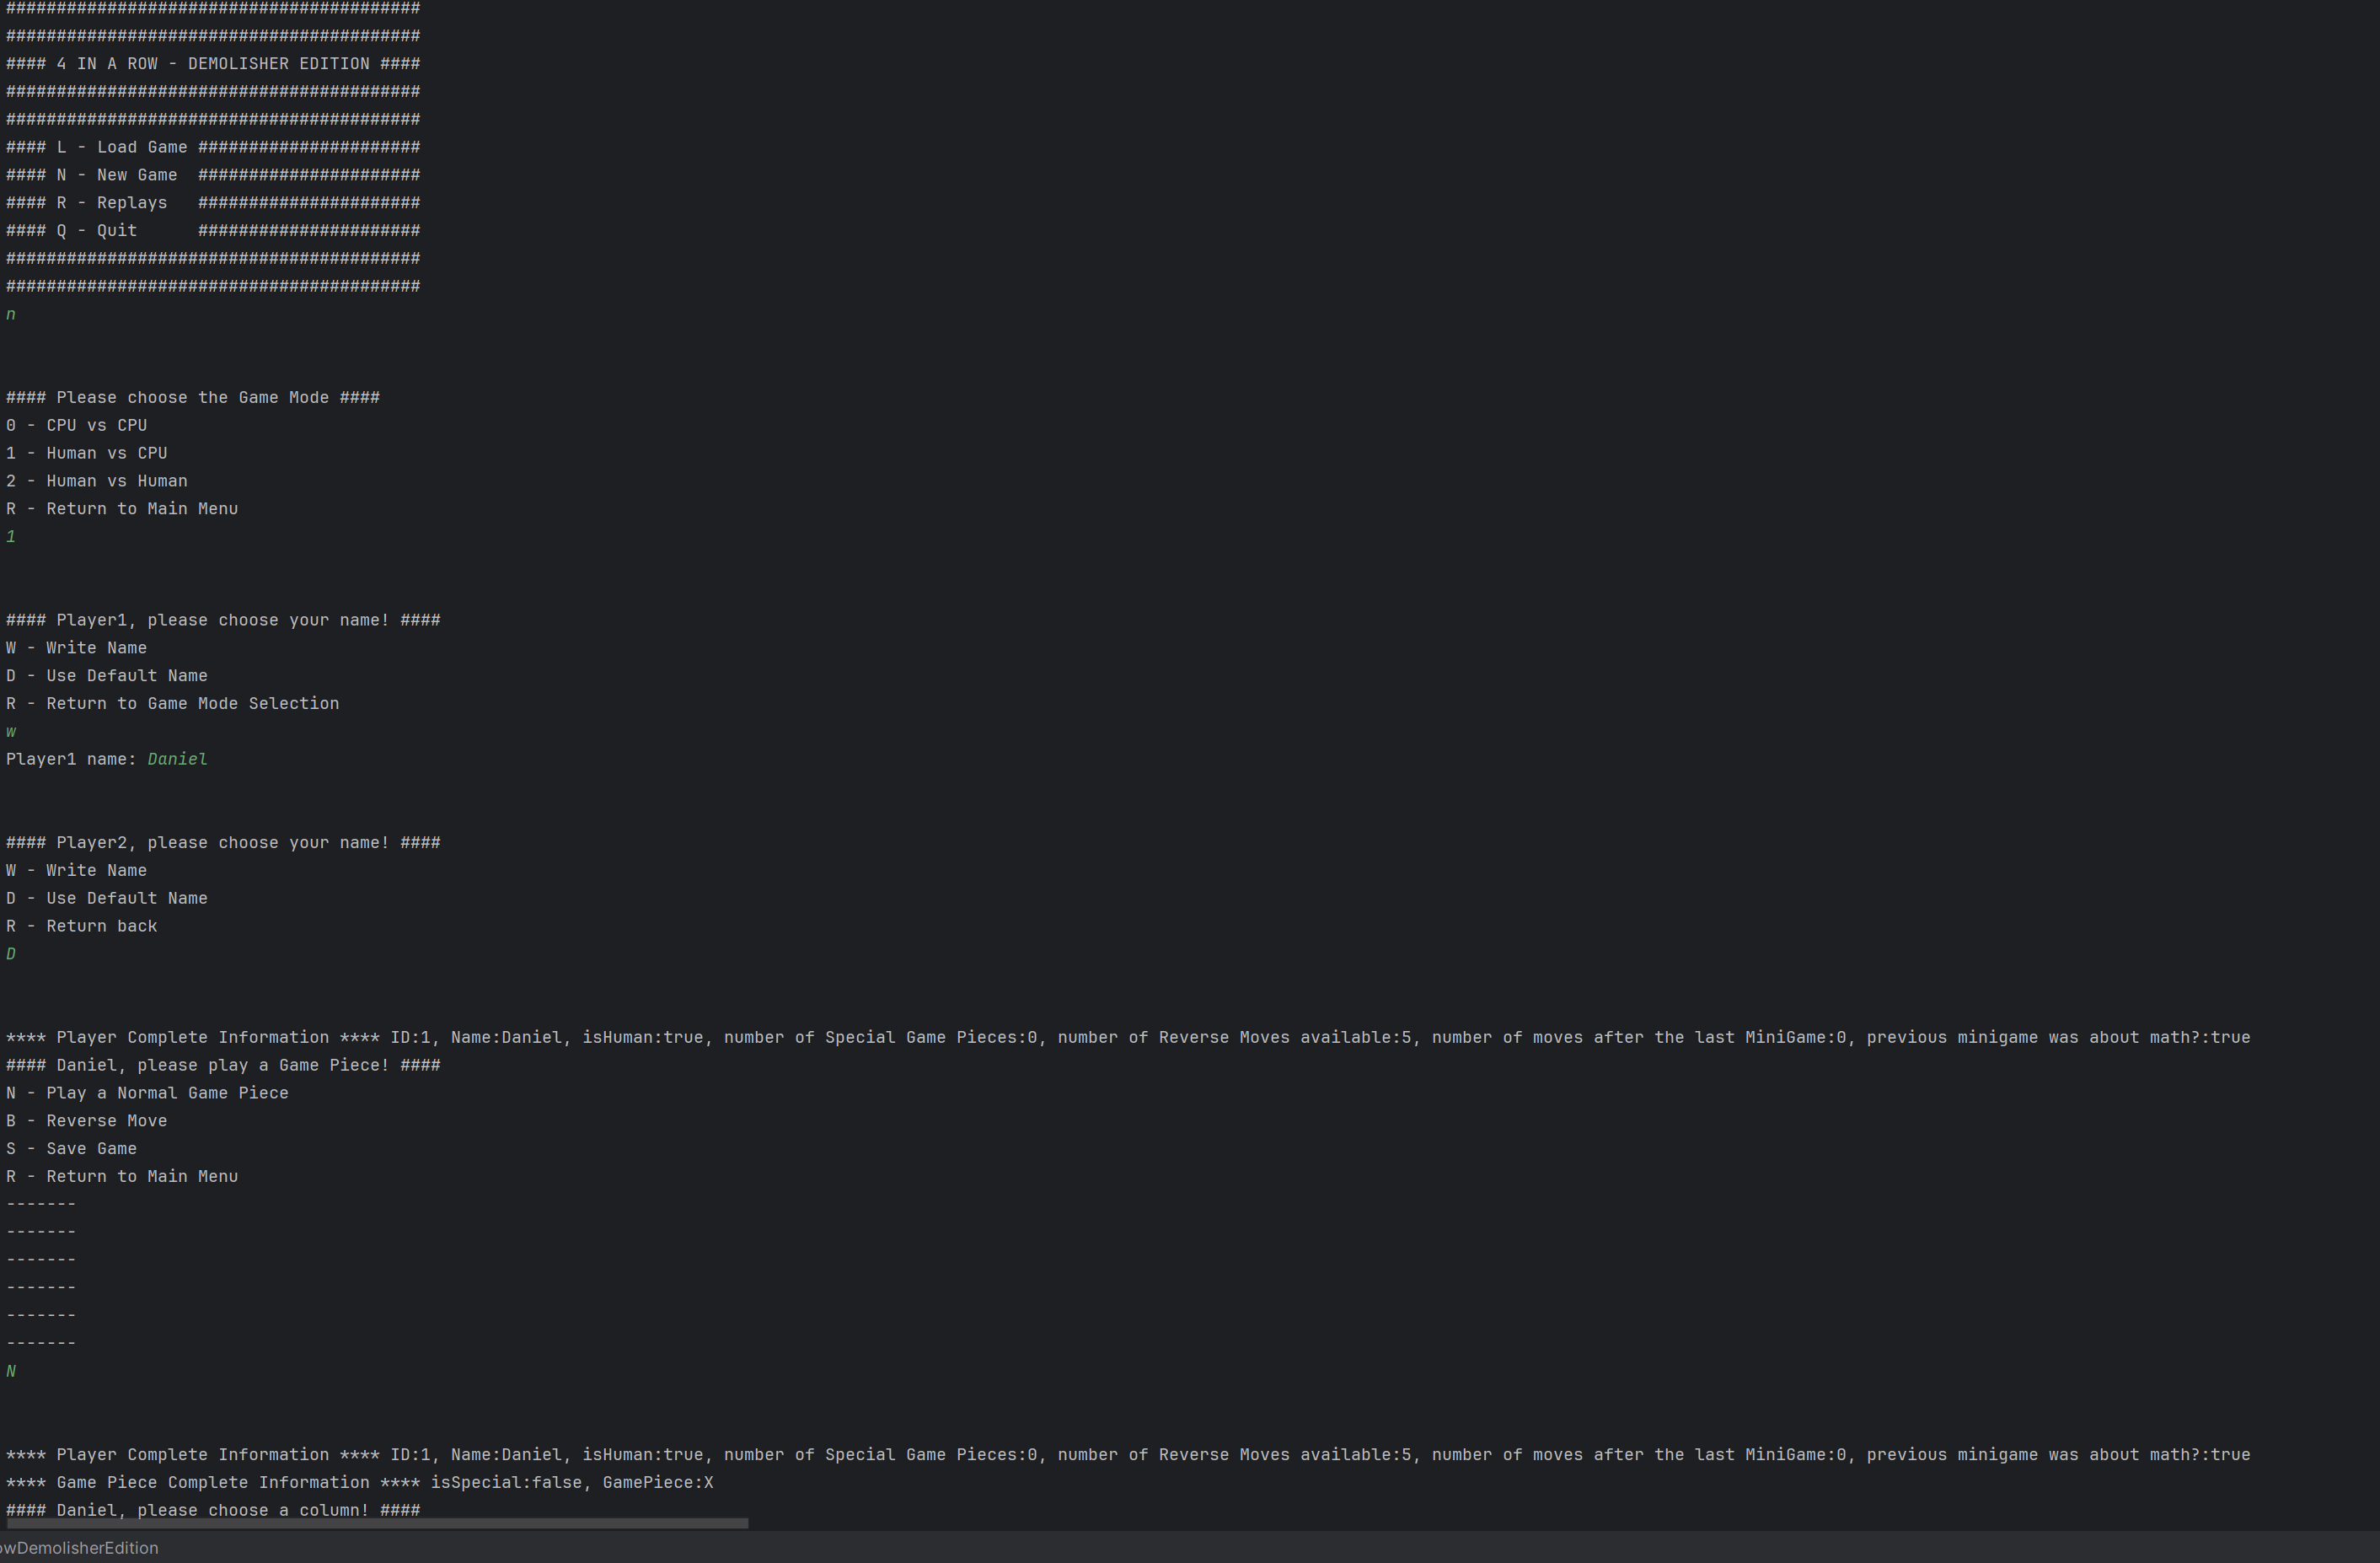 #########################################
#########################################
#### 4 IN A ROW - DEMOLISHER EDITION ####
#########################################
#########################################
#### L - Load Game ######################
#### N - New Game  ######################
#### R - Replays   ######################
#### Q - Quit      ######################
#########################################
#########################################
n
#### Please choose the Game Mode ####
0 - CPU vs CPU
1 - Human vs CPU
2 - Human vs Human
R - Return to Main Menu
1
#### Player1, please choose your name! ####
W - Write Name
D - Use Default Name
R - Return to Game Mode Selection
w
Player1 name: Daniel
#### Player2, please choose your name! ####
W - Write Name
D - Use Default Name
R - Return back
D
**** Player Complete Information **** ID:1, Name:Daniel, isHuman:true, number of Special Game Pieces:0, number of Reverse Moves available:5, number of moves after the last MiniGame:0, previous minigame was about math?:true
#### Daniel, please play a Game Piece! ####
N - Play a Normal Game Piece
B - Reverse Move
S - Save Game
R - Return to Main Menu
-------
-------
-------
-------
-------
-------
N
**** Player Complete Information **** ID:1, Name:Daniel, isHuman:true, number of Special Game Pieces:0, number of Reverse Moves available:5, number of moves after the last MiniGame:0, previous minigame was about math?:true
**** Game Piece Complete Information **** isSpecial:false, GamePiece:X
#### Daniel, please choose a column! ####
owDemolisherEdition